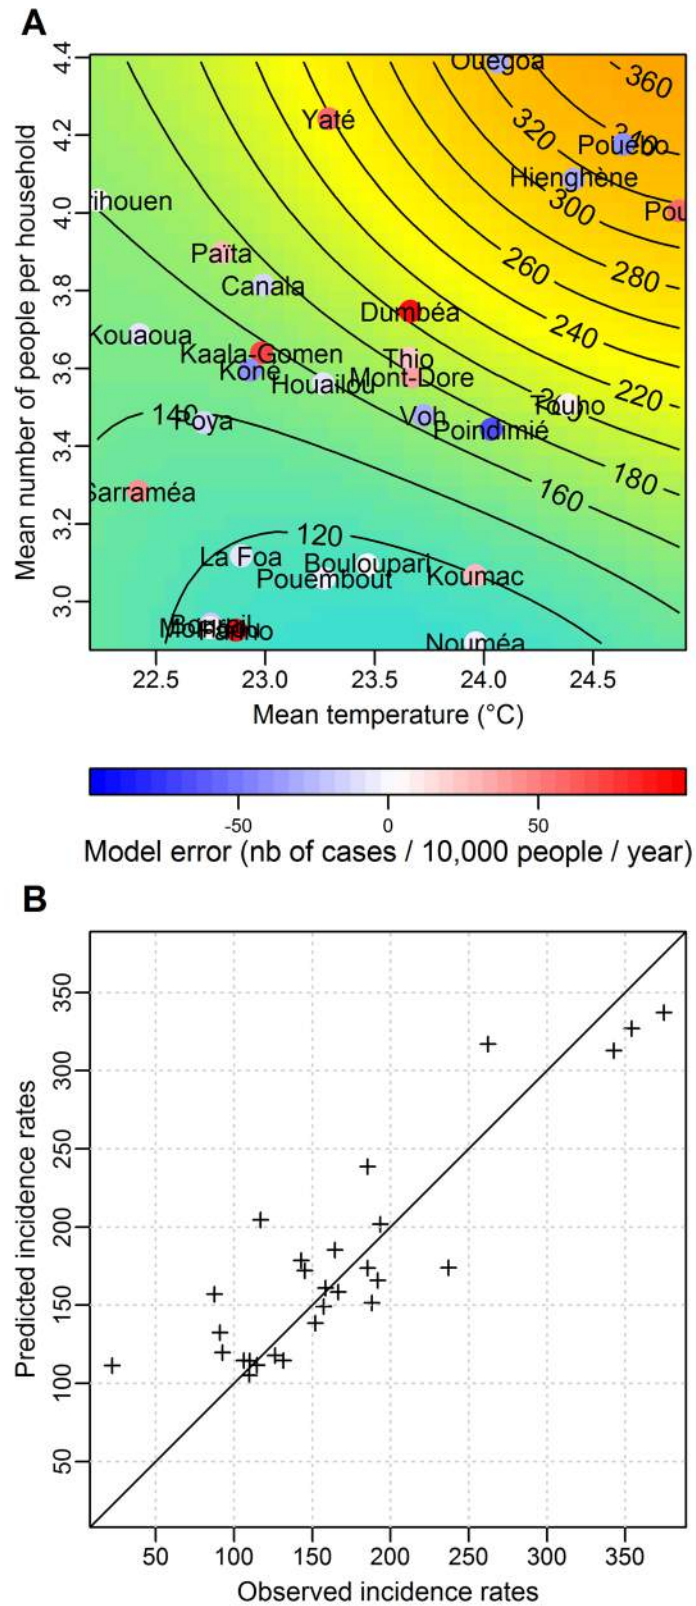 A
Mean number of people per household
4.4
4.2
4.0
3.8
3.6
3.4
3.2
3.0
Ouégoa
360
Yaté
320
340
Pouébo
Hienghène
300
rihouen
Pou
Païta
260
280
Canala
Dumbéa
240
Kouaoua
Kaala-Gomen
Thio
Koné
Mont-Dore
Houaïlou
220
Touho
140
Poya
Voh
Poindimié
180
160
Sarraméa
120
La Foa
Bouloupari
Pouembout
Koumac
Nouméa
22.5
23.0
23.5
24.0
24.5
Mean temperature (°C)
-50
0
50
Model error (nb of cases / 10,000 people / year)
B
Predicted incidence rates
350
300
250
200
150
100
50
50
100
150
200
250
300
350
Observed incidence rates